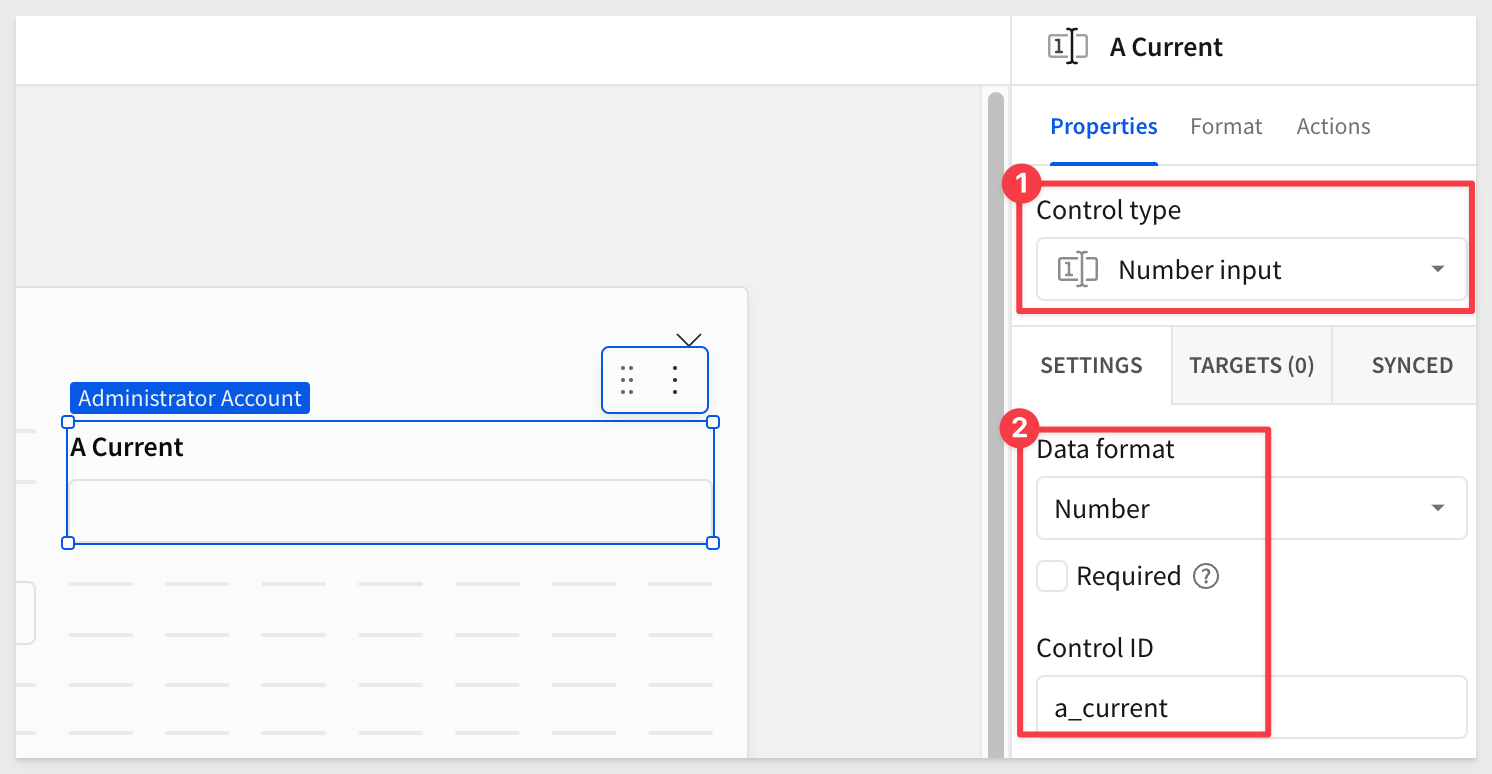 A Current
Properties Format Actions
1
Control type
Number input
SETTINGS TARGETS (0) SYNCED
Administrator Account
A Current
2
Data format
Number
Required ?
Control ID
a_current